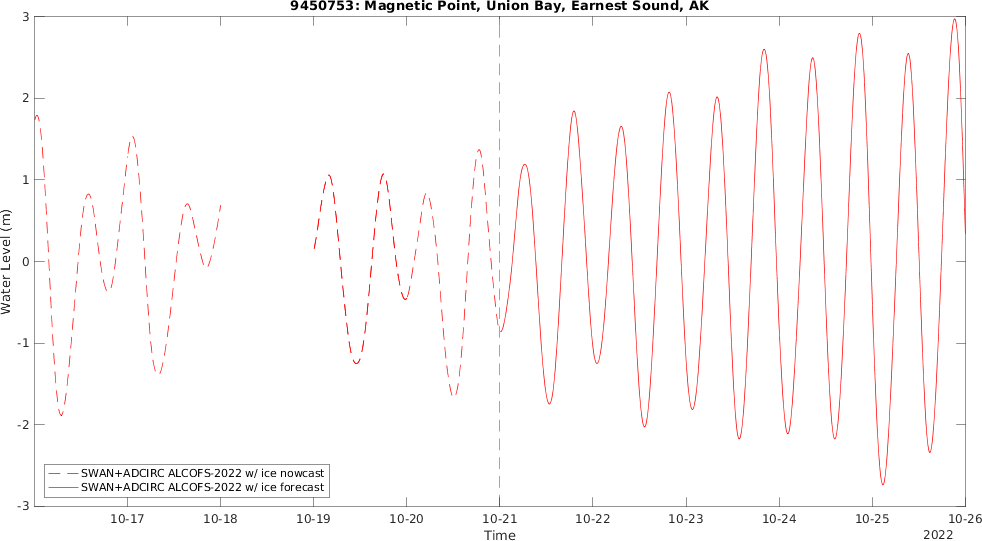 9450753: Magnetic Point, Union Bay, Earnest Sound, AK
3
2
1
0
-1
-2
-3
Water Level (m)
SWAN+ADCIRC ALCOFS-2022 w/ ice nowcast
SWAN+ADCIRC ALCOFS-2022 w/ ice forecast
10-17 10-18 10-19 10-20 10-21 10-22 10-23 10-24 10-25 10-26
Time
2022